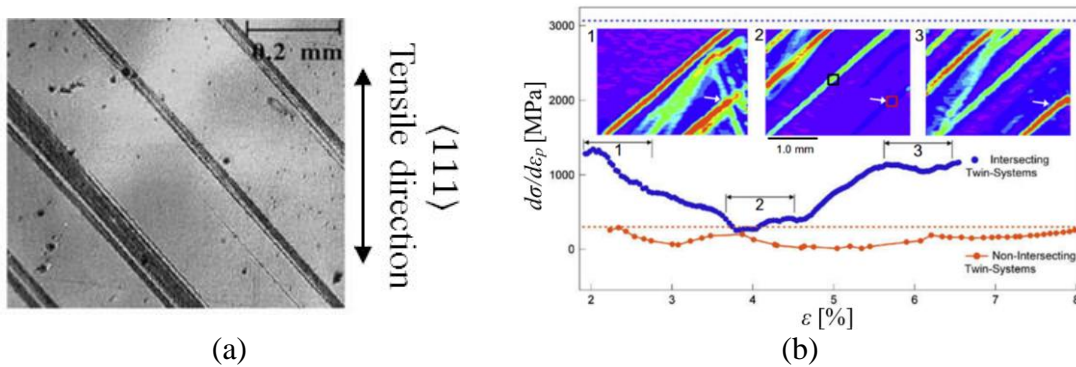 0.2 mm
Tensile direction
⟨111⟩
(a)
3000
2000
1000
0
dσ/dε_p [MPa]
1
2
3
1.0 mm
1
2
3
Intersecting
Twin-Systems
Non-Intersecting
Twin-Systems
2
3
4
5
6
7
8
ε [%]
(b)